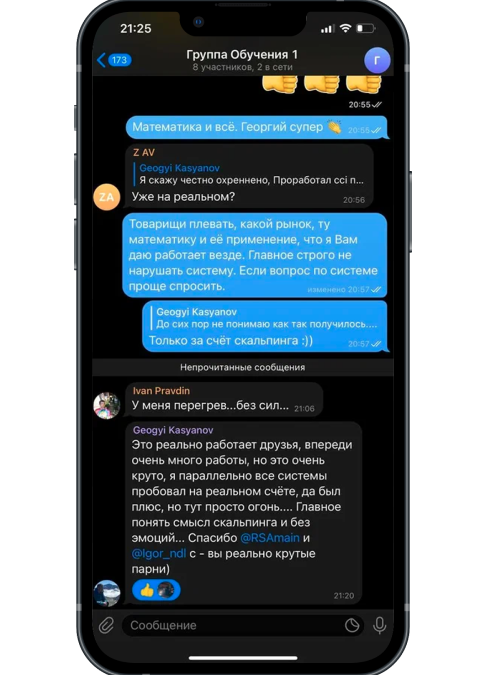 21:25
173
Группа Обучения 1
8 участников, 2 в сети
Г
20:55
Математика и всё. Георгий супер 👏 20:55
Z AV
Geogyi Kasyanov
Я скажу честно охреннено, Проработал ссі п...
Уже на реальном?
20:56
ZA
Товарищи плевать, какой рынок, ту
математику и её применение, что я Вам
даю работает везде. Главное строго не
нарушать систему. Если вопрос по системе
проще спросить.
изменено 20:57
Geogyi Kasyanov
До сих пор не понимаю как так получилось....
Только за счёт скальпинга :))
20:57
Непрочитанные сообщения
Ivan Pravdin
У меня перегрев...без сил... 21:06
Geogyi Kasyanov
Это реально работает друзья, впереди
очень много работы, но это очень
круто, я параллельно все системы
пробовал на реальном счёте, да был
плюс, но тут просто огонь.... Главное
понять смысл скальпинга и без
эмоций... Спасибо @RSAmain и
@Igor_ndl с - вы реально крутые
парни)
21:20
Сообщение